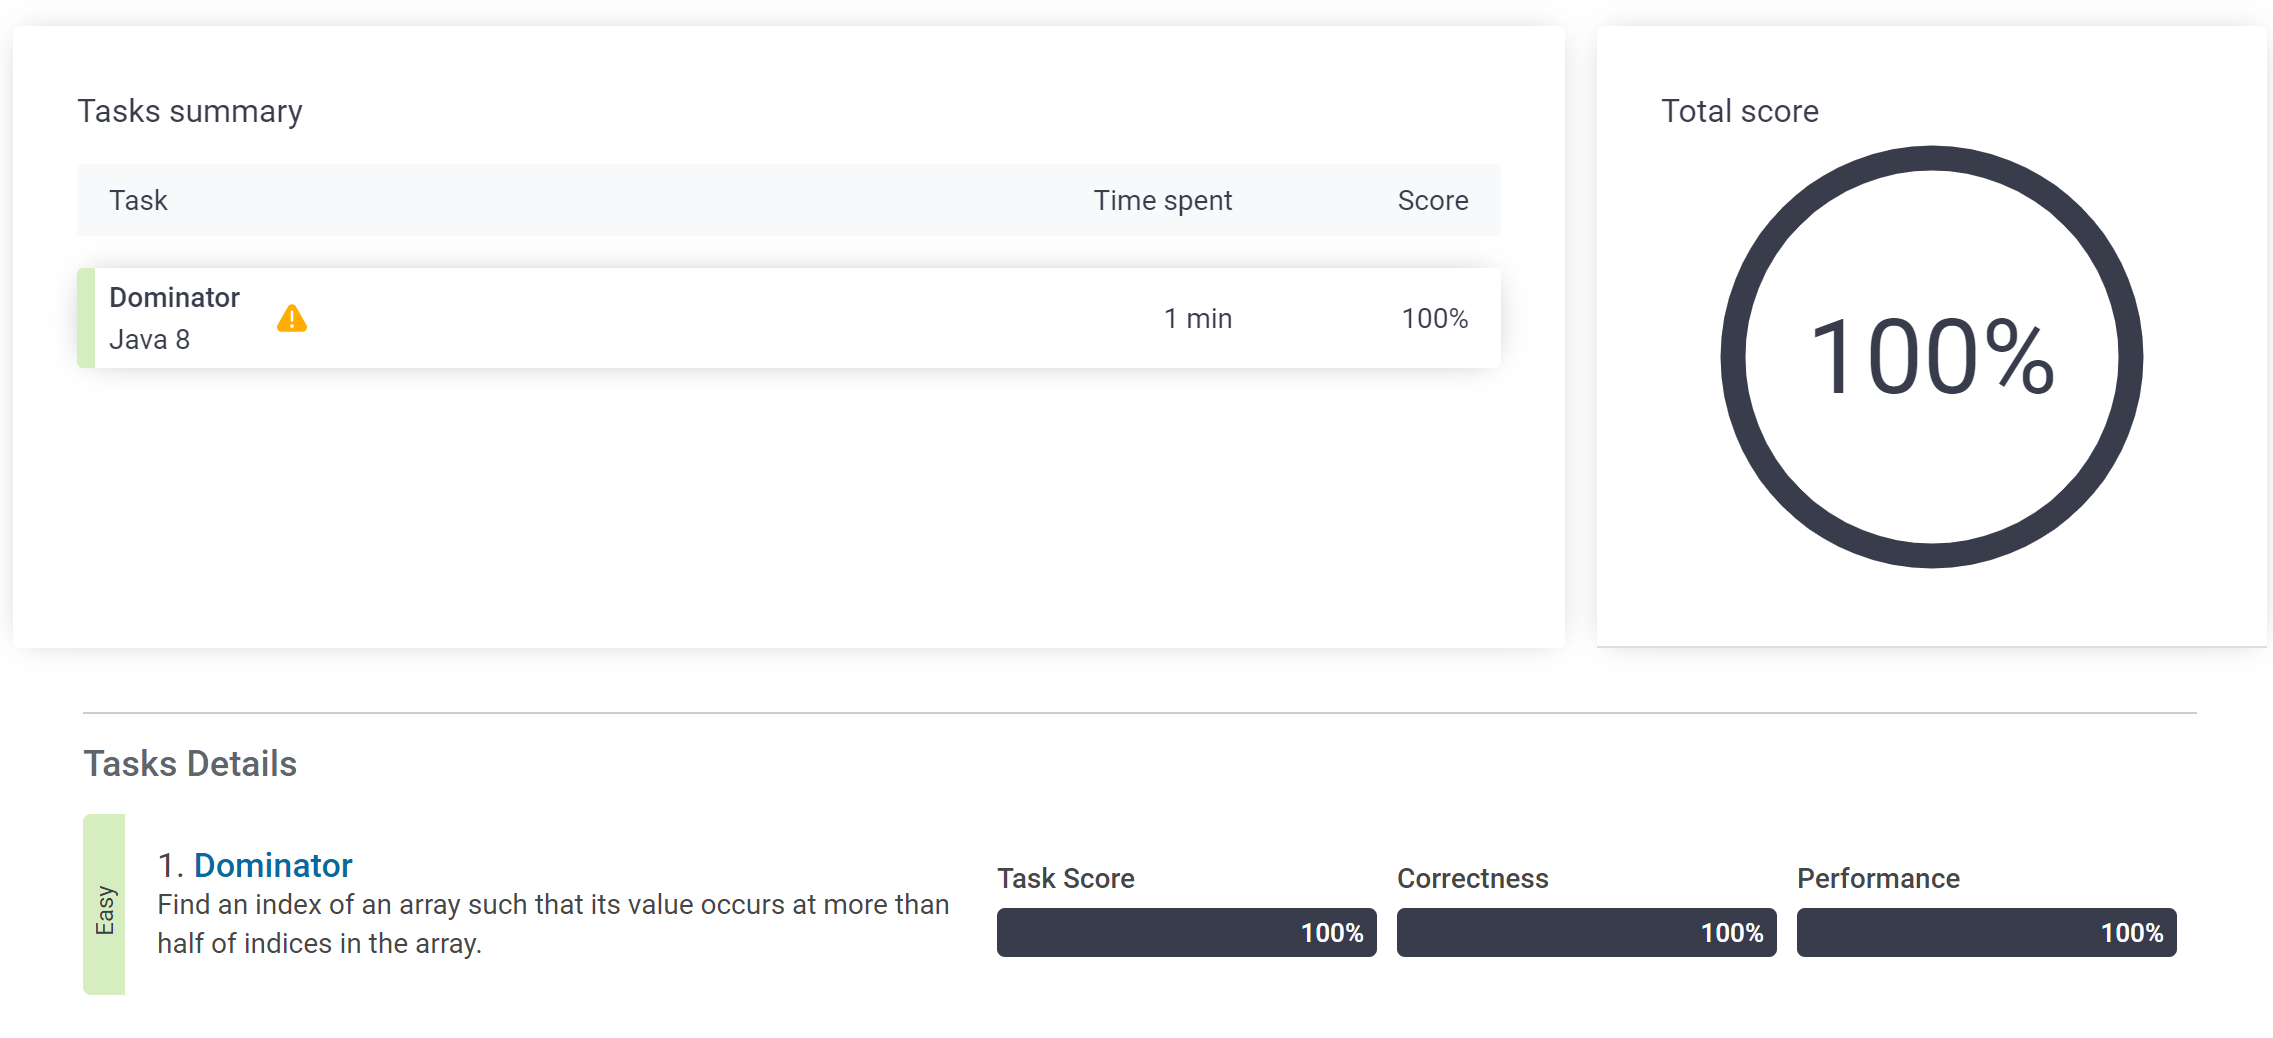 Tasks summary
Total score
Task Time spent Score
Dominator
Java 8
1 min 100%
100%
Tasks Details
Easy
1. Dominator
Find an index of an array such that its value occurs at more than
half of indices in the array.
Task Score Correctness Performance
100% 100% 100%